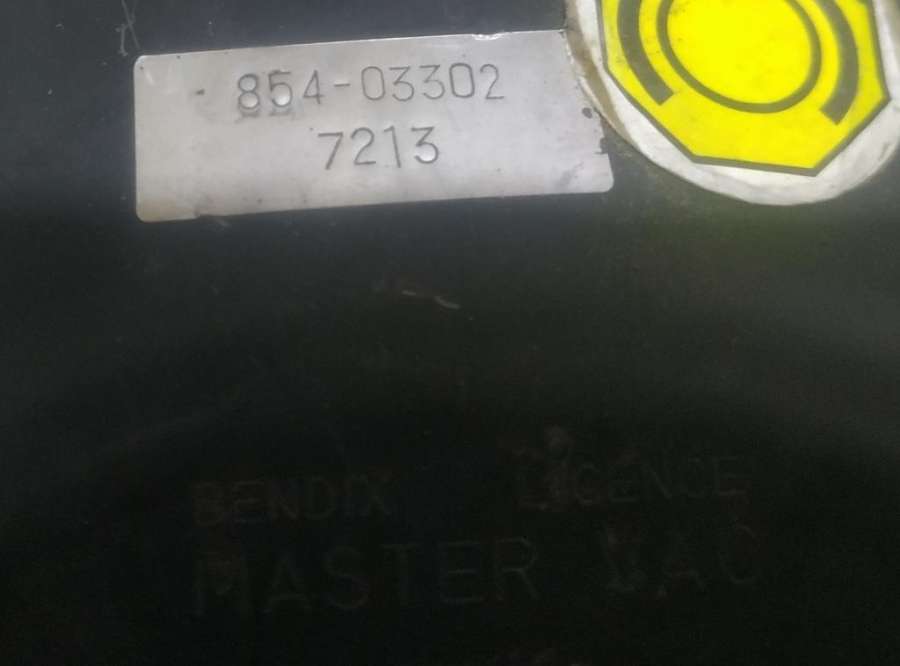 854-03302
7213
BENDIX LICENCE
MASTER VAC